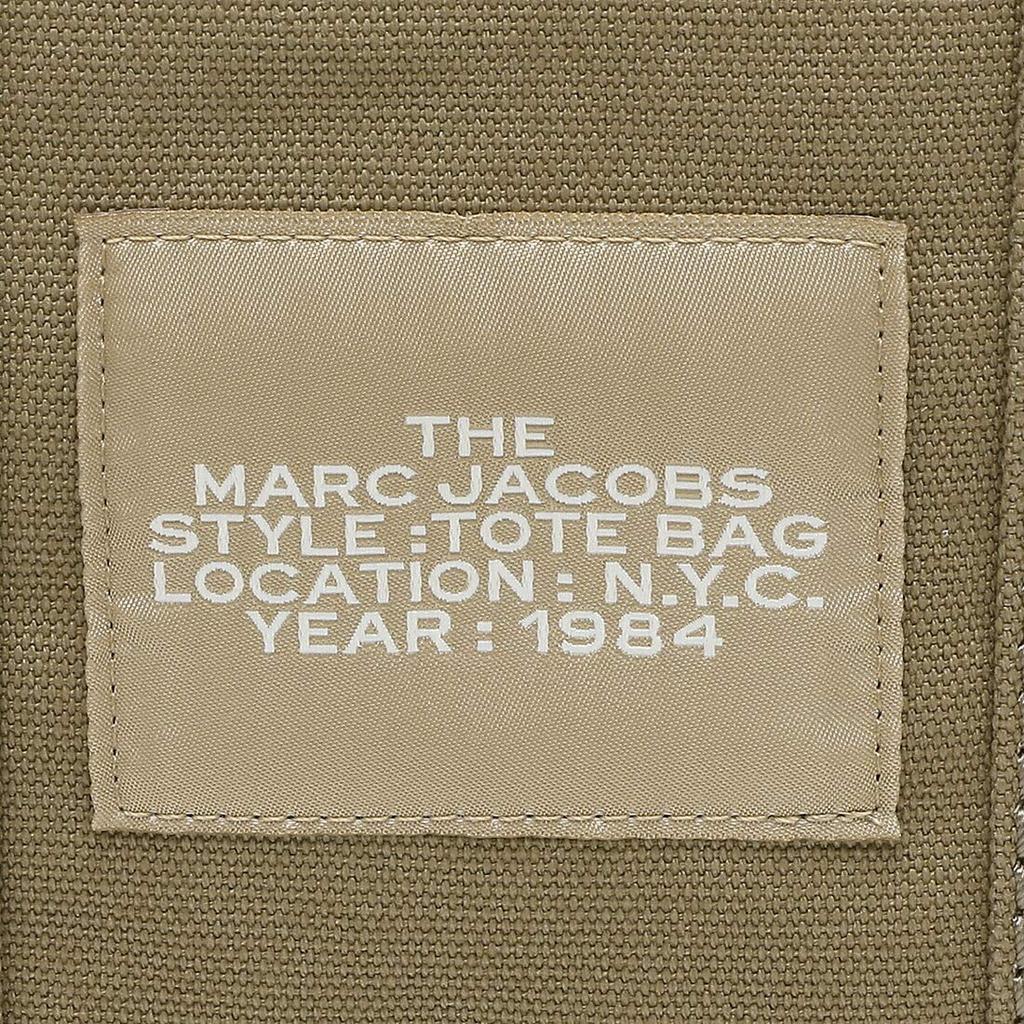 THE
MARC JACOBS
STYLE :TOTE BAG
LOCATION : N.Y.C.
YEAR : 1984